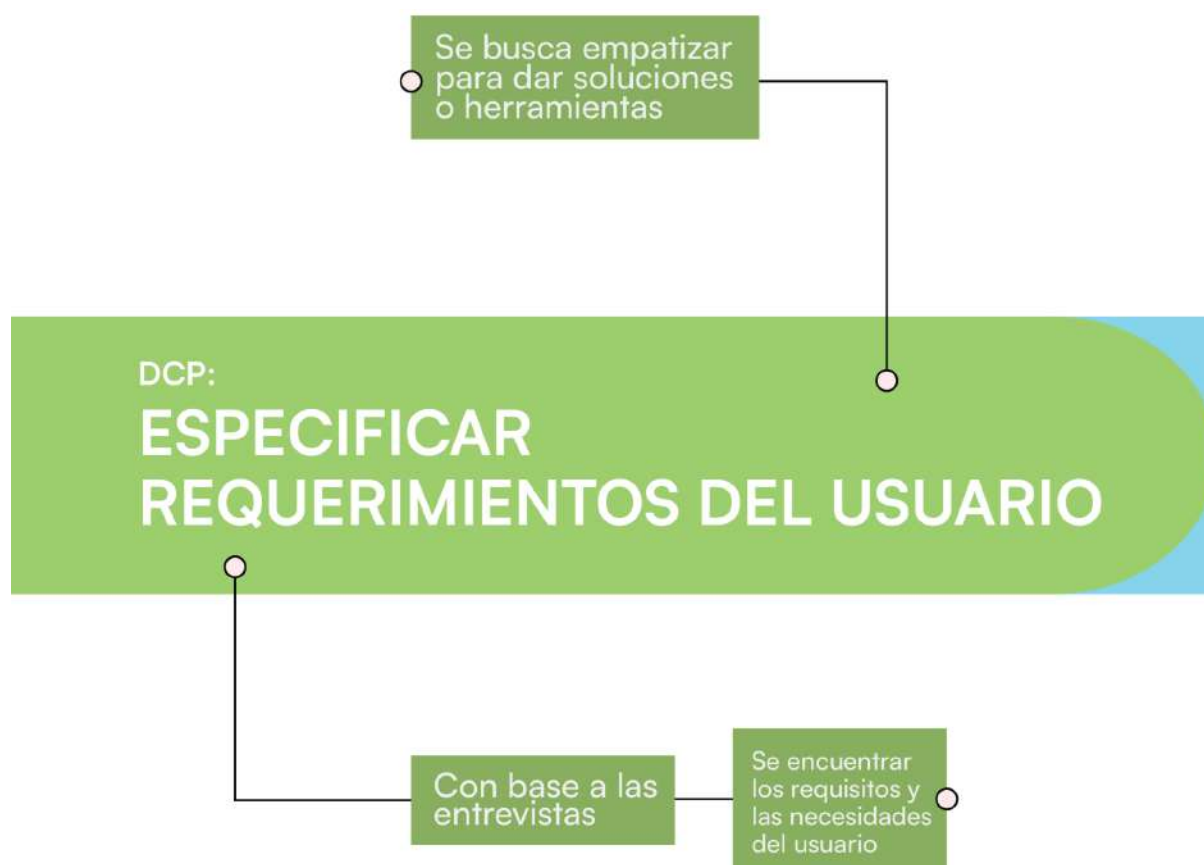 Se busca empatizar
para dar soluciones
o herramientas
DCP:
ESPECIFICAR
REQUERIMIENTOS DEL USUARIO
Con base a las
entrevistas
Se encuentrar
los requisitos y
las necesidades
del usuario